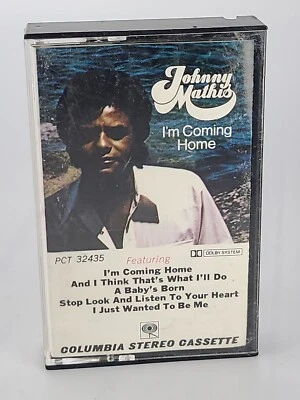 Johnny
Mathis
I'm Coming
Home
PCT 32435
Featuring
DOLBY SYSTEM
I'm Coming Home
And I Think That's What I'll Do
A Baby's Born
Stop Look And Listen To Your Heart
I Just Wanted To Be Me
COLUMBIA STEREO CASSETTE